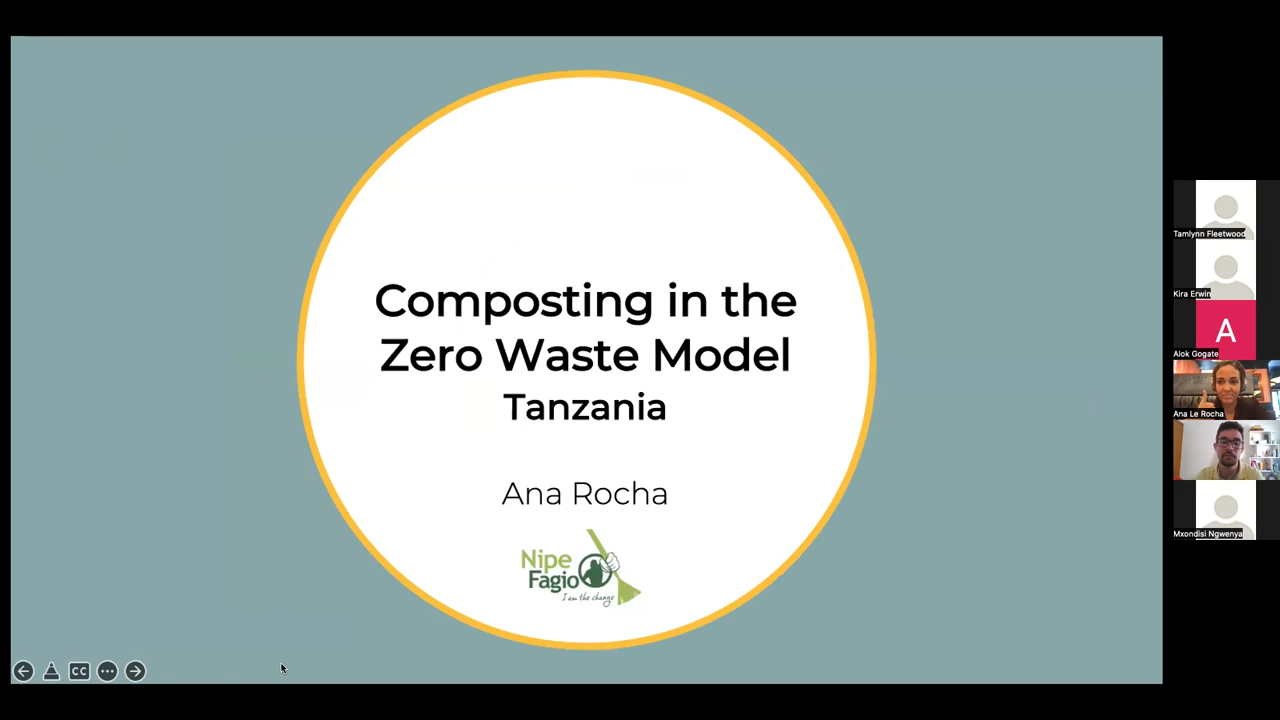 Composting in the
Zero Waste Model
Tanzania
Ana Rocha
Nipe
Fagio
I am the change
CC
Tamlynn Fleetwood
Kira Erwin
A
Alok Gogate
Ana Le Rocha
Mxondisi Ngwenya